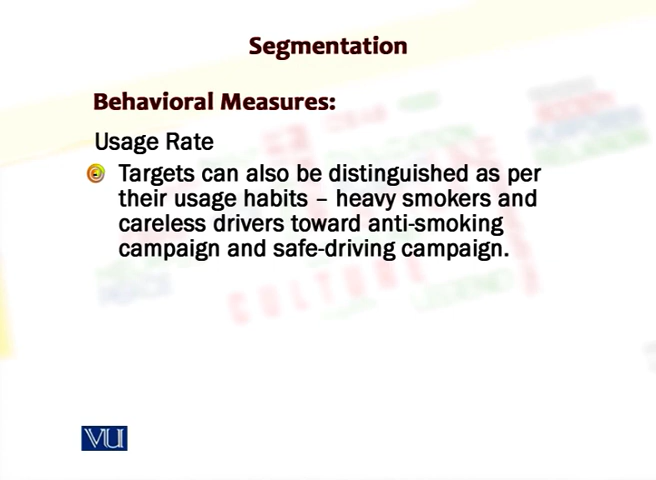 Segmentation
Behavioral Measures:
Usage Rate
Targets can also be distinguished as per
their usage habits – heavy smokers and
careless drivers toward anti-smoking
campaign and safe-driving campaign.
CULTURE
VU